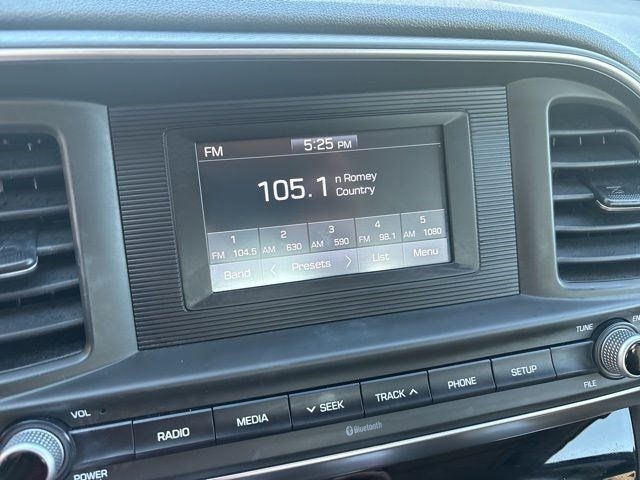 FM 5:25 PM
105.1 n Romey
Country
1 2 3 4 5
FM 104.5 AM 630 AM 590 FM 98.1 AM 1080
Band < Presets > List Menu
TUNE
VOL RADIO MEDIA ∨ SEEK TRACK ∧ PHONE SETUP FILE
Bluetooth
POWER